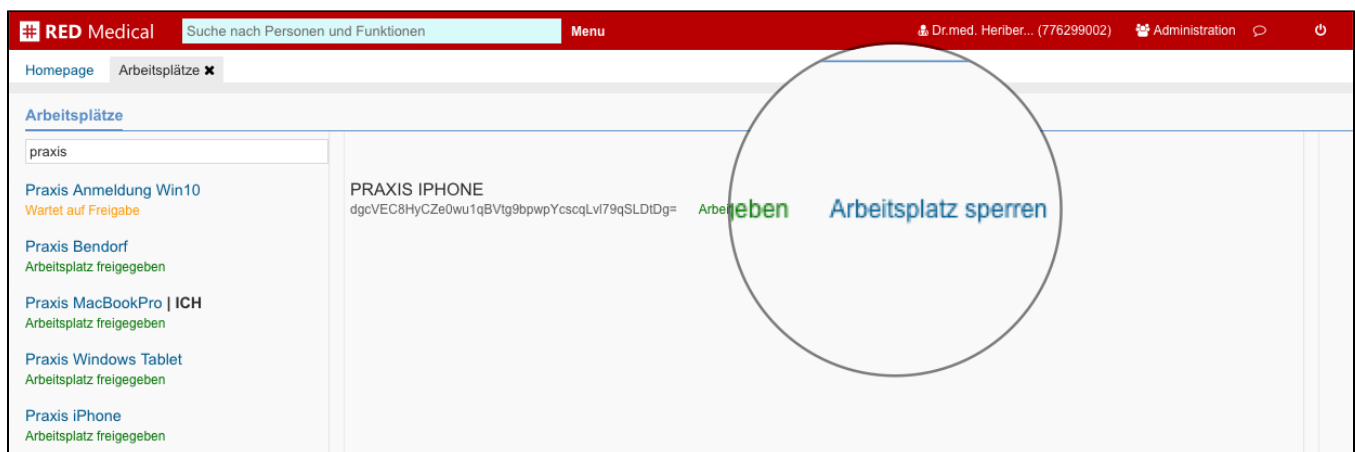 RED Medical Suche nach Personen und Funktionen Menu Dr.med. Heriber... (776299002) Administration
Homepage Arbeitsplätze
Arbeitsplätze
praxis
Praxis Anmeldung Win10
Wartet auf Freigabe
PRAXIS IPHONE
dgcVEC8HyCZe0wu1qBVtg9bpwpYcscqLvl79qSLDtDg= Arbei geben Arbeitsplatz sperren
Praxis Bendorf
Arbeitsplatz freigegeben
Praxis MacBookPro | ICH
Arbeitsplatz freigegeben
Praxis Windows Tablet
Arbeitsplatz freigegeben
Praxis iPhone
Arbeitsplatz freigegeben